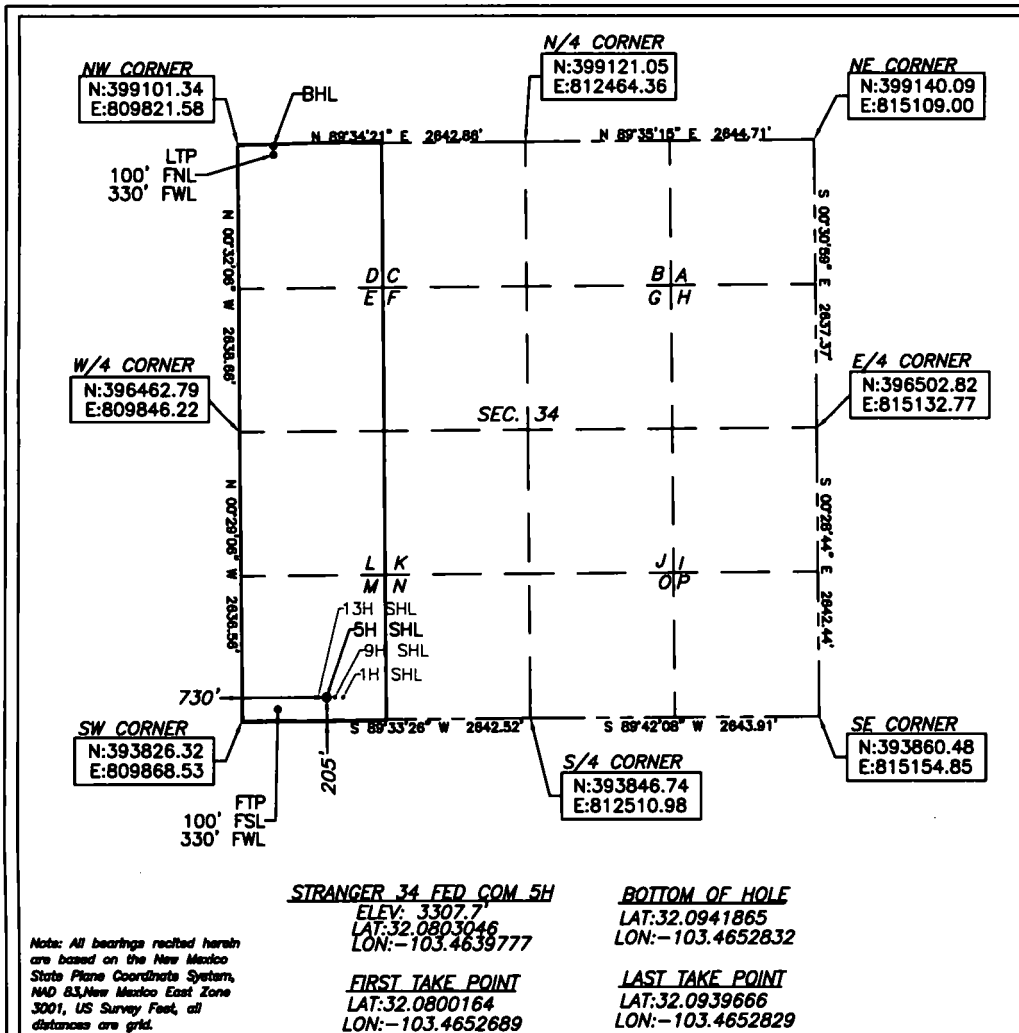 N/4 CORNER
N:399121.05
E:812464.36
NW CORNER
N:399101.34
E:809821.58
NE CORNER
N:399140.09
E:815109.00
BHL
N 89°34'21" E 2642.86'
N 89°35'15" E 2644.71'
LTP
100' FNL
330' FWL
N 00°32'06" W 2638.66'
S 00°30'59" E 2637.37'
D C
E F
B A
G H
W/4 CORNER
N:396462.79
E:809846.22
E/4 CORNER
N:396502.82
E:815132.77
SEC. 34
N 00°29'06" W 2636.56'
S 00°28'44" E 2642.44'
L K
M N
J I
O P
13H SHL
5H SHL
9H SHL
1H SHL
730'
205'
S 89°33'26" W 2642.52'
S 89°42'08" W 2643.91'
SW CORNER
N:393826.32
E:809868.53
S/4 CORNER
N:393846.74
E:812510.98
SE CORNER
N:393860.48
E:815154.85
FTP
100' FSL
330' FWL
STRANGER 34 FED COM 5H
ELEV: 3307.7'
LAT:32.0803046
LON:-103.4639777
BOTTOM OF HOLE
LAT:32.0941865
LON:-103.4652832
FIRST TAKE POINT
LAT:32.0800164
LON:-103.4652689
LAST TAKE POINT
LAT:32.0939666
LON:-103.4652829
Note: All bearings recited herein
are based on the New Mexico
State Plane Coordinate System,
NAD 83,New Mexico East Zone
3001, US Survey Feet, all
distances are grid.